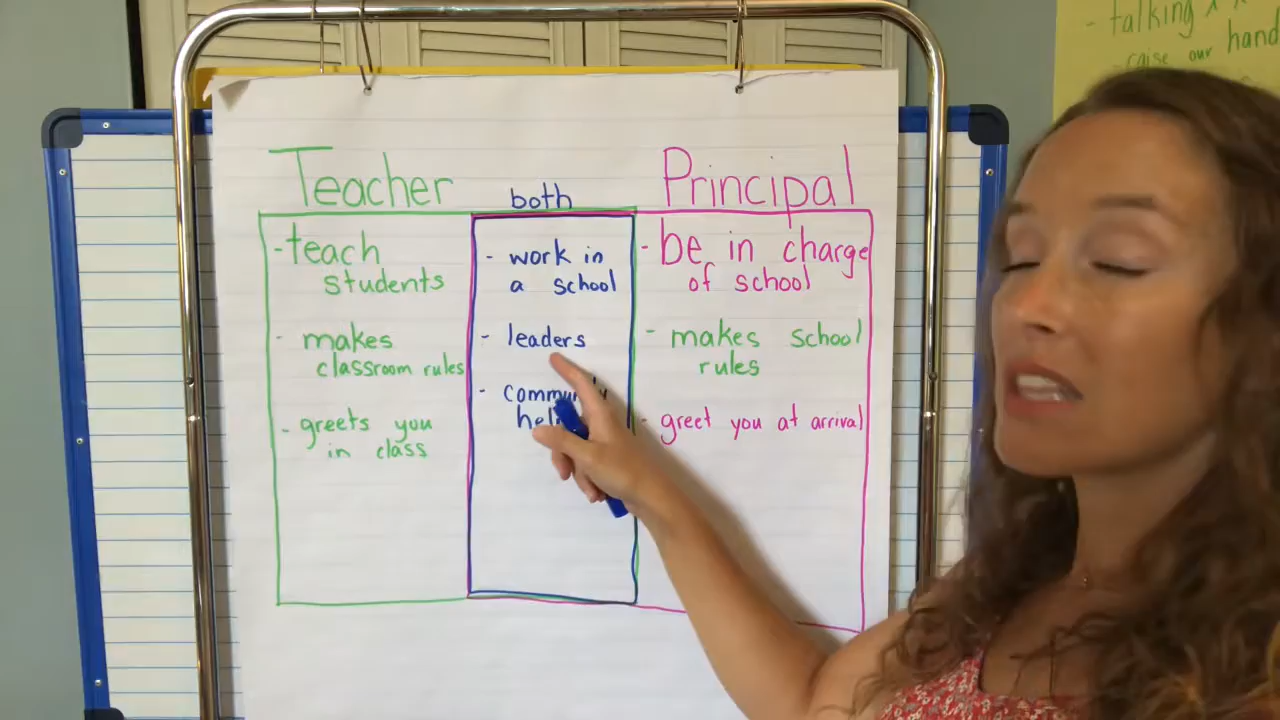 Teacher
both
Principal
- teach
students
- makes
classroom rules
- greets you
in class
- work in
a school
- leaders
-
- be in charge
of school
- makes school
rules
- greet you at arrival
- talking
raise our hand